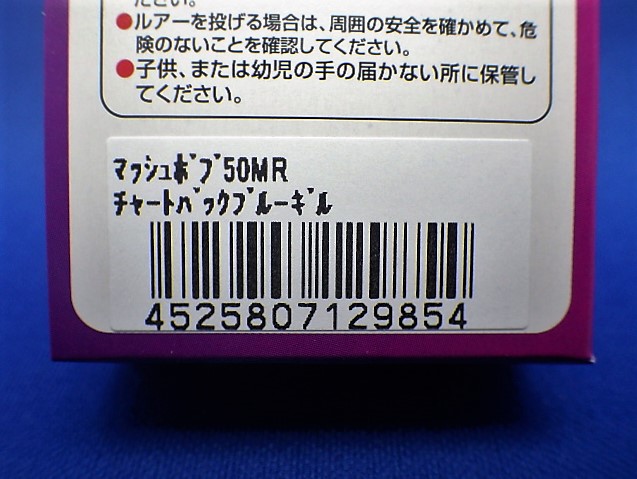 ださい。
●ルアーを投げる場合は、周囲の安全を確かめて、危
険のないことを確認してください。
●子供、または幼児の手の届かない所に保管し
てください。
マッシュボブ50MR
チャートバックブルーギル
4525807129854